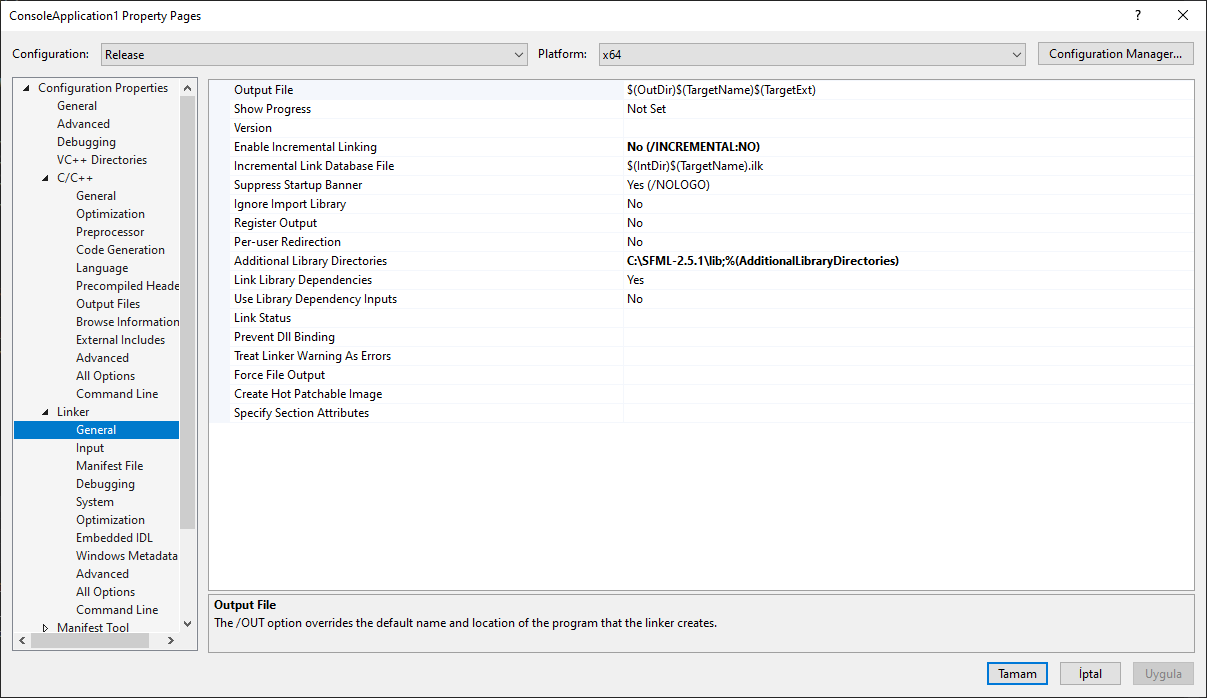 ConsoleApplication1 Property Pages
?
Configuration: Release Platform: x64 Configuration Manager...
Configuration Properties
General
Advanced
Debugging
VC++ Directories
C/C++
General
Optimization
Preprocessor
Code Generation
Language
Precompiled Heade
Output Files
Browse Information
External Includes
Advanced
All Options
Command Line
Linker
General
Input
Manifest File
Debugging
System
Optimization
Embedded IDL
Windows Metadata
Advanced
All Options
Command Line
Manifest Tool
Output File $(OutDir)$(TargetName)$(TargetExt)
Show Progress Not Set
Version
Enable Incremental Linking No (/INCREMENTAL:NO)
Incremental Link Database File $(IntDir)$(TargetName).ilk
Suppress Startup Banner Yes (/NOLOGO)
Ignore Import Library No
Register Output No
Per-user Redirection No
Additional Library Directories C:\SFML-2.5.1\lib;%(AdditionalLibraryDirectories)
Link Library Dependencies Yes
Use Library Dependency Inputs No
Link Status
Prevent Dll Binding
Treat Linker Warning As Errors
Force File Output
Create Hot Patchable Image
Specify Section Attributes
Output File
The /OUT option overrides the default name and location of the program that the linker creates.
Tamam İptal Uygula